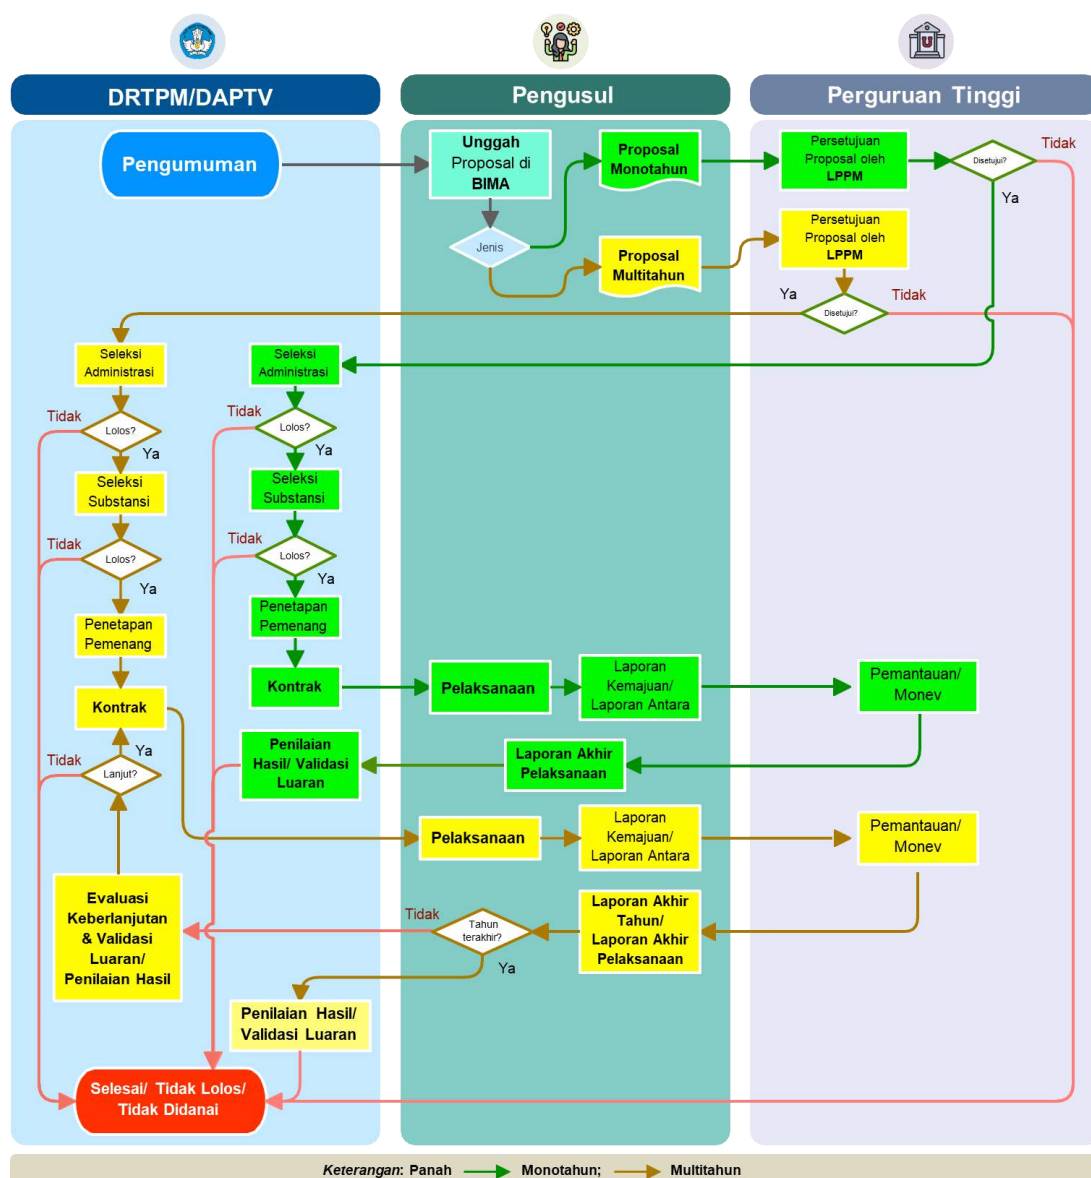 DRTPM/DAPTV
Pengusul
Perguruan Tinggi
Pengumuman
Unggah
Proposal di
BIMA
Proposal
Monotahun
Persetujuan
Proposal oleh
LPPM
Disetujui?
Tidak
Ya
Jenis
Proposal
Multitahun
Persetujuan
Proposal oleh
LPPM
Ya
Disetujui?
Tidak
Seleksi
Administrasi
Tidak
Lolos?
Ya
Seleksi
Substansi
Tidak
Lolos?
Ya
Penetapan
Pemenang
Kontrak
Ya
Tidak
Lanjut?
Seleksi
Administrasi
Tidak
Lolos?
Ya
Seleksi
Substansi
Tidak
Lolos?
Ya
Penetapan
Pemenang
Kontrak
Pelaksanaan
Laporan
Kemajuan/
Laporan Antara
Pemantauan/
Monev
Penilaian
Hasil/ Validasi
Luaran
Laporan Akhir
Pelaksanaan
Pelaksanaan
Laporan
Kemajuan/
Laporan Antara
Pemantauan/
Monev
Evaluasi
Keberlanjutan
& Validasi
Luaran/
Penilaian Hasil
Tidak
Tahun
terakhir?
Ya
Laporan Akhir
Tahun/
Laporan Akhir
Pelaksanaan
Penilaian Hasil/
Validasi Luaran
Selesai/ Tidak Lolos/
Tidak Didanai
Keterangan: Panah Monotahun; Multitahun